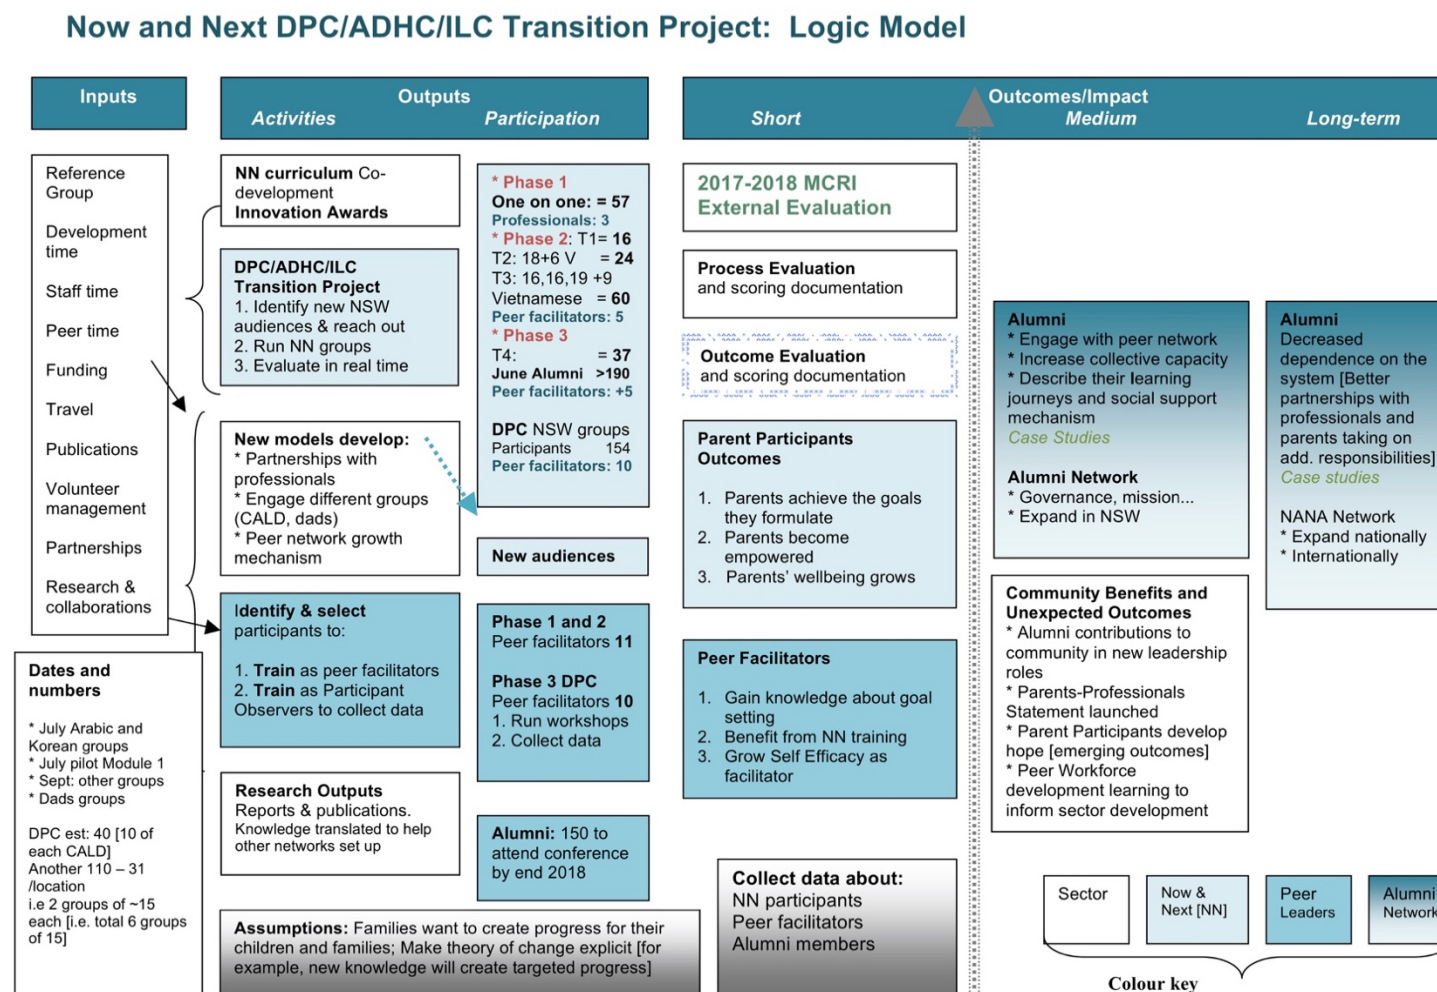 Now and Next DPC/ADHC/ILC Transition Project:  Logic Model
Inputs
Outputs
Activities
Participation
Outcomes/Impact
Short
Medium
Long-term
Reference
Group
Development
time
Staff time
Peer time
Funding
Travel
Publications
Volunteer
management
Partnerships
Research &
collaborations
Dates and
numbers
* July Arabic and
Korean groups
* July pilot Module 1
* Sept: other groups
* Dads groups
DPC est: 40 [10 of
each CALD]
Another 110 – 31
/location
i.e 2 groups of ~15
each [i.e. total 6 groups
of 15]
NN curriculum Co-
development
Innovation Awards
DPC/ADHC/ILC
Transition Project
1. Identify new NSW
audiences & reach out
2. Run NN groups
3. Evaluate in real time
New models develop:
* Partnerships with
professionals
* Engage different groups
(CALD, dads)
* Peer network growth
mechanism
Identify & select
participants to:
1. Train as peer facilitators
2. Train as Participant
Observers to collect data
Research Outputs
Reports & publications.
Knowledge translated to help
other networks set up
* Phase 1
One on one: = 57
Professionals: 3
* Phase 2: T1= 16
T2: 18+6 V = 24
T3: 16,16,19 +9
Vietnamese = 60
Peer facilitators: 5
* Phase 3
T4: = 37
June Alumni >190
Peer facilitators: +5
DPC NSW groups
Participants 154
Peer facilitators: 10
New audiences
Phase 1 and 2
Peer facilitators 11
Phase 3 DPC
Peer facilitators 10
1. Run workshops
2. Collect data
Alumni: 150 to
attend conference
by end 2018
Assumptions: Families want to create progress for their
children and families; Make theory of change explicit [for
example, new knowledge will create targeted progress]
2017-2018 MCRI
External Evaluation
Process Evaluation
and scoring documentation
Outcome Evaluation
and scoring documentation
Parent Participants
Outcomes
1. Parents achieve the goals
they formulate
2. Parents become
empowered
3. Parents' wellbeing grows
Peer Facilitators
1. Gain knowledge about goal
setting
2. Benefit from NN training
3. Grow Self Efficacy as
facilitator
Collect data about:
NN participants
Peer facilitators
Alumni members
Alumni
* Engage with peer network
* Increase collective capacity
* Describe their learning
journeys and social support
mechanism
Case Studies
Alumni Network
* Governance, mission...
* Expand in NSW
Community Benefits and
Unexpected Outcomes
* Alumni contributions to
community in new leadership
roles
* Parents-Professionals
Statement launched
* Parent Participants develop
hope [emerging outcomes]
* Peer Workforce
development learning to
inform sector development
Alumni
Decreased
dependence on the
system [Better
partnerships with
professionals and
parents taking on
add. responsibilities]
Case studies
NANA Network
* Expand nationally
* Internationally
Sector
Now &
Next [NN]
Peer
Leaders
Alumni
Network
Colour key